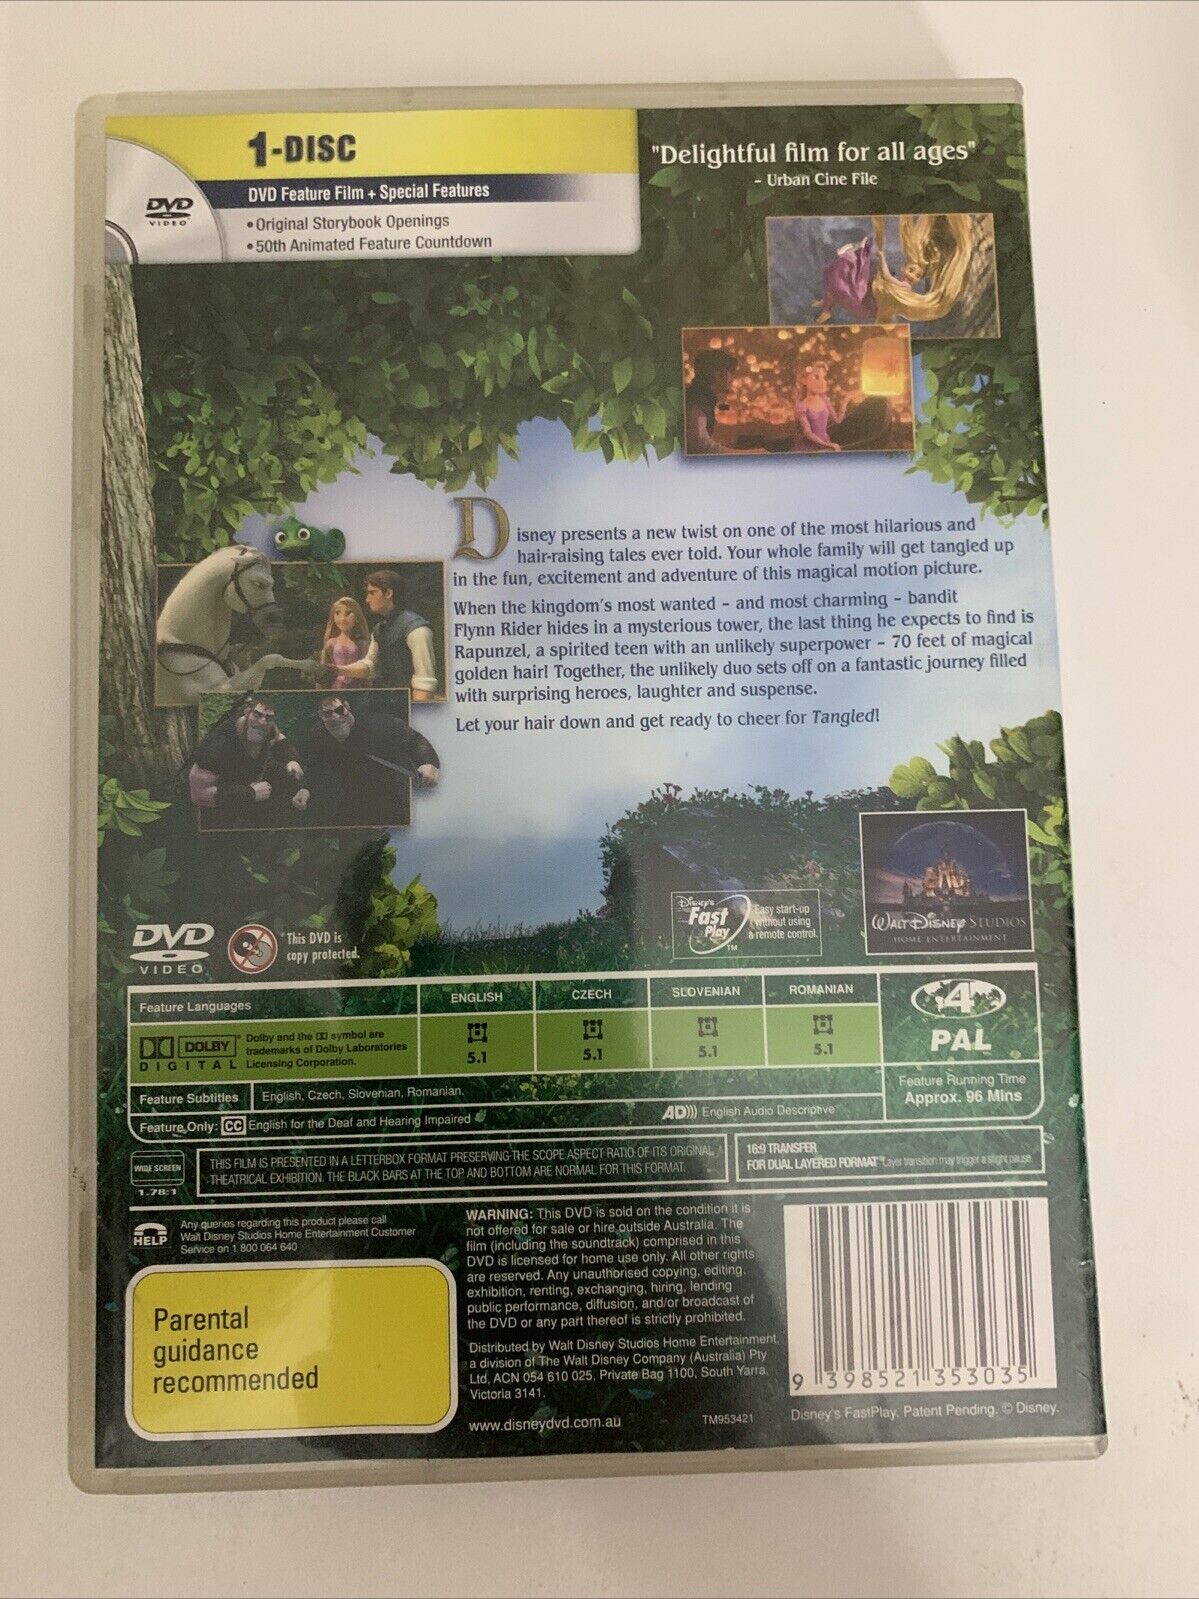 1-DISC
DVD Feature Film + Special Features
•Original Storybook Openings
•50th Animated Feature Countdown
DVD
VIDEO
"Delightful film for all ages"
- Urban Cine File
Disney presents a new twist on one of the most hilarious and
hair-raising tales ever told. Your whole family will get tangled up
in the fun, excitement and adventure of this magical motion picture.
When the kingdom's most wanted – and most charming – bandit
Flynn Rider hides in a mysterious tower, the last thing he expects to find is
Rapunzel, a spirited teen with an unlikely superpower – 70 feet of magical
golden hair! Together, the unlikely duo sets off on a fantastic journey filled
with surprising heroes, laughter and suspense.
Let your hair down and get ready to cheer for Tangled!
Disney's
Fast
Play
TM
Easy start-up
without using
a remote control.
WALT DISNEY STUDIOS
HOME ENTERTAINMENT
DVD
VIDEO
This DVD is
copy protected.
Feature Languages
ENGLISH
CZECH
SLOVENIAN
ROMANIAN
DOLBY
DIGITAL
Dolby and the DD symbol are
trademarks of Dolby Laboratories
Licensing Corporation.
5.1
5.1
5.1
5.1
4
PAL
Feature Running Time
Approx. 96 Mins
Feature Subtitles
English, Czech, Slovenian, Romanian.
Feature Only: CC English for the Deaf and Hearing Impaired
AD))) English Audio Descriptive
WIDE SCREEN
1.78:1
THIS FILM IS PRESENTED IN A LETTERBOX FORMAT PRESERVING THE SCOPE ASPECT RATIO OF ITS ORIGINAL
THEATRICAL EXHIBITION. THE BLACK BARS AT THE TOP AND BOTTOM ARE NORMAL FOR THIS FORMAT.
16:9 TRANSFER
FOR DUAL LAYERED FORMAT Layer transition may trigger a slight pause.
HELP
Any queries regarding this product please call
Walt Disney Studios Home Entertainment Customer
Service on 1 800 064 640
Parental
guidance
recommended
WARNING: This DVD is sold on the condition it is
not offered for sale or hire outside Australia. The
film (including the soundtrack) comprised in this
DVD is licensed for home use only. All other rights
are reserved. Any unauthorised copying, editing,
exhibition, renting, exchanging, hiring, lending
public performance, diffusion, and/or broadcast of
the DVD or any part thereof is strictly prohibited.
Distributed by Walt Disney Studios Home Entertainment,
a division of The Walt Disney Company (Australia) Pty
Ltd, ACN 054 610 025, Private Bag 1100, South Yarra,
Victoria 3141.
www.disneydvd.com.au
TM953421
9 398521 353035
Disney's FastPlay. Patent Pending. © Disney.